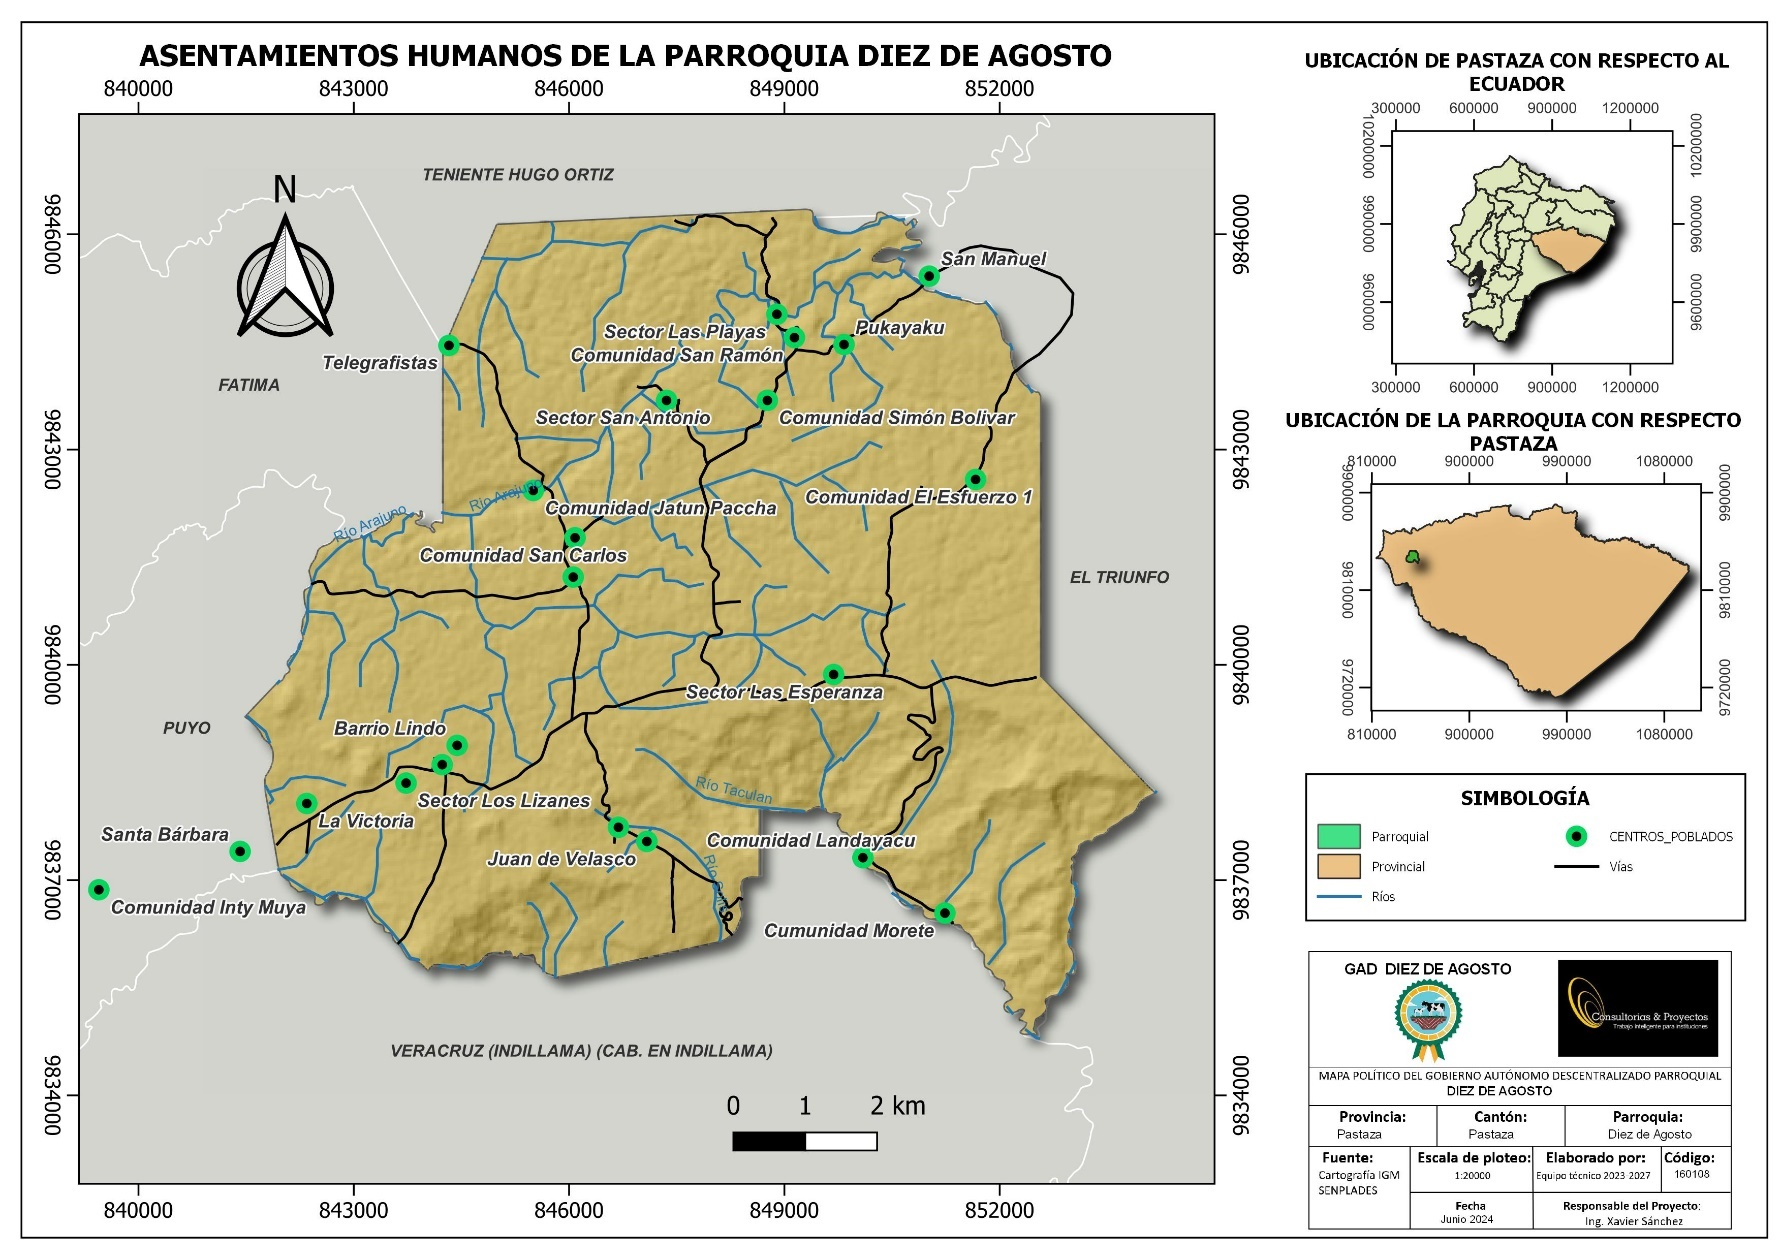 ASENTAMIENTOS HUMANOS DE LA PARROQUIA DIEZ DE AGOSTO
840000 843000 846000 849000 852000
N
TENIENTE HUGO ORTIZ
9846000
9846000
San Manuel
Sector Las Playas
Pukayaku
Telegrafistas
Comunidad San Ramón
FATIMA
Sector San Antonio
Comunidad Simón Bolivar
9843000
9843000
Río Arajuno
Río Arajuno
Comunidad El Esfuerzo 1
Comunidad Jatun Paccha
Comunidad San Carlos
EL TRIUNFO
9840000
9840000
Sector Las Esperanza
PUYO
Barrio Lindo
Río Taculan
Sector Los Lizanes
La Victoria
Santa Bárbara
Comunidad Landayacu
Juan de Velasco
9837000
9837000
Comunidad Inty Muya
Cumunidad Morete
VERACRUZ (INDILLAMA) (CAB. EN INDILLAMA)
9834000
9834000
0 1 2 km
840000 843000 846000 849000 852000
UBICACIÓN DE PASTAZA CON RESPECTO AL
ECUADOR
300000 600000 900000 1200000
10200000
10200000
9900000
9900000
9600000
9600000
300000 600000 900000 1200000
UBICACIÓN DE LA PARROQUIA CON RESPECTO
PASTAZA
810000 900000 990000 1080000
9900000
9900000
9810000
9810000
9720000
9720000
810000 900000 990000 1080000
SIMBOLOGÍA
Parroquial
CENTROS_POBLADOS
Provincial
Vías
Ríos
GAD DIEZ DE AGOSTO
Consultorias & Proyectos
Trabajo inteligente para instituciones
MAPA POLÍTICO DEL GOBIERNO AUTÓNOMO DESCENTRALIZADO PARROQUIAL
DIEZ DE AGOSTO
Provincia: Cantón: Parroquia:
Pastaza Pastaza Diez de Agosto
Fuente: Escala de ploteo: Elaborado por: Código:
Cartografía IGM 1:20000 Equipo técnico 2023-2027 160108
SENPLADES
Fecha Responsable del Proyecto:
Junio 2024 Ing. Xavier Sánchez